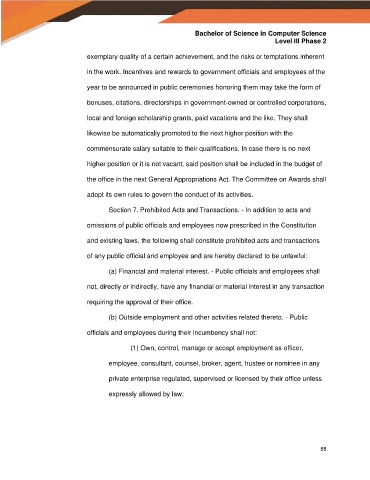 Bachelor of Science in Computer Science
Level III Phase 2
exemplary quality of a certain achievement, and the risks or temptations inherent
in the work. Incentives and rewards to government officials and employees of the
year to be announced in public ceremonies honoring them may take the form of
bonuses, citations, directorships in government-owned or controlled corporations,
local and foreign scholarship grants, paid vacations and the like. They shall
likewise be automatically promoted to the next higher position with the
commensurate salary suitable to their qualifications. In case there is no next
higher position or it is not vacant, said position shall be included in the budget of
the office in the next General Appropriations Act. The Committee on Awards shall
adopt its own rules to govern the conduct of its activities.
Section 7. Prohibited Acts and Transactions. - In addition to acts and
omissions of public officials and employees now prescribed in the Constitution
and existing laws, the following shall constitute prohibited acts and transactions
of any public official and employee and are hereby declared to be unlawful:
(a) Financial and material interest. - Public officials and employees shall
not, directly or indirectly, have any financial or material interest in any transaction
requiring the approval of their office.
(b) Outside employment and other activities related thereto. - Public
officials and employees during their incumbency shall not:
(1) Own, control, manage or accept employment as officer,
employee, consultant, counsel, broker, agent, trustee or nominee in any
private enterprise regulated, supervised or licensed by their office unless
expressly allowed by law;
88